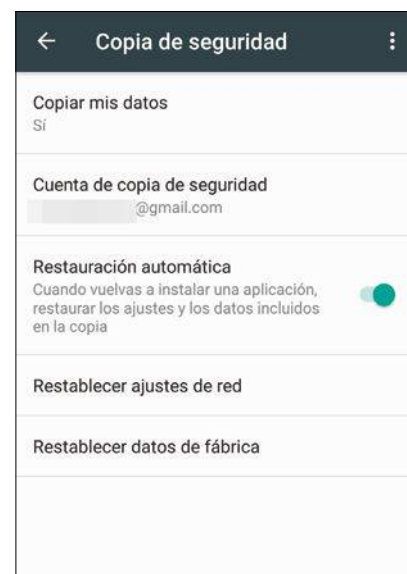 Copia de seguridad
Copiar mis datos
Sí
Cuenta de copia de seguridad
@gmail.com
Restauración automática
Cuando vuelvas a instalar una aplicación,
restaurar los ajustes y los datos incluidos
en la copia
Restablecer ajustes de red
Restablecer datos de fábrica